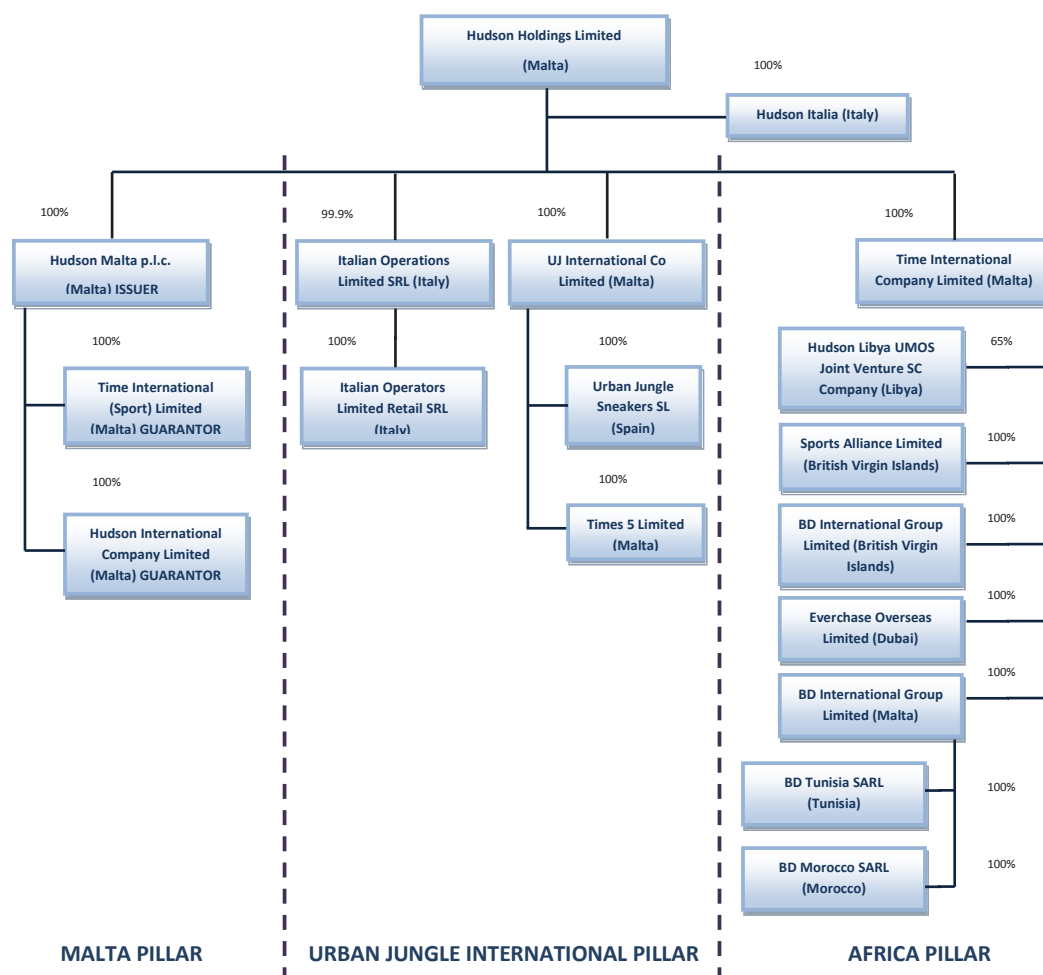 Hudson Holdings Limited
(Malta)
100%
Hudson Italia (Italy)
100%
99.9%
100%
100%
Hudson Malta p.l.c.
(Malta) ISSUER
Italian Operations
Limited SRL (Italy)
UJ International Co
Limited (Malta)
Time International
Company Limited (Malta)
100%
Time International
(Sport) Limited
(Malta) GUARANTOR
100%
Hudson International
Company Limited
(Malta) GUARANTOR
100%
Italian Operators
Limited Retail SRL
(Italy)
100%
Urban Jungle
Sneakers SL
(Spain)
100%
Times 5 Limited
(Malta)
Hudson Libya UMOS
Joint Venture SC
Company (Libya)
65%
Sports Alliance Limited
(British Virgin Islands)
100%
BD International Group
Limited (British Virgin
Islands)
100%
Everchase Overseas
Limited (Dubai)
100%
BD International Group
Limited (Malta)
100%
BD Tunisia SARL
(Tunisia)
100%
BD Morocco SARL
(Morocco)
100%
MALTA PILLAR
URBAN JUNGLE INTERNATIONAL PILLAR
AFRICA PILLAR